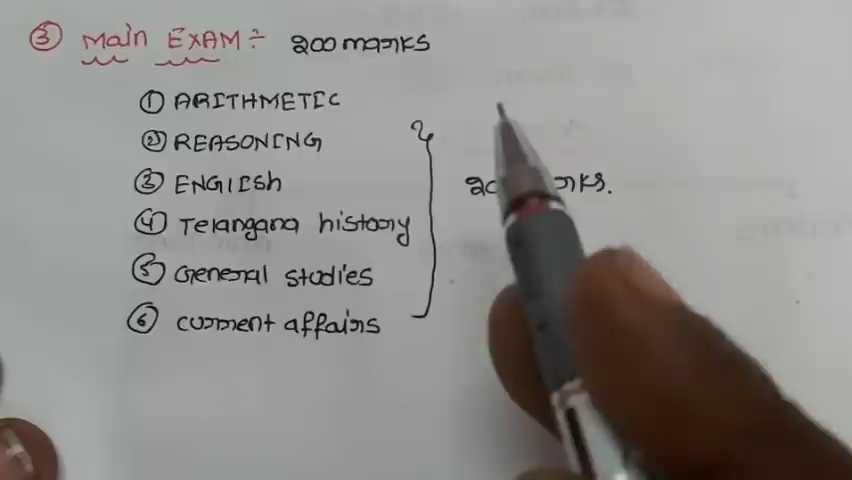 ③ Main EXAM:- 200 marks
① ARITHMETIC
② REASONING
③ ENGLISH
④ Telangana history
⑤ General studies
⑥ current affairs